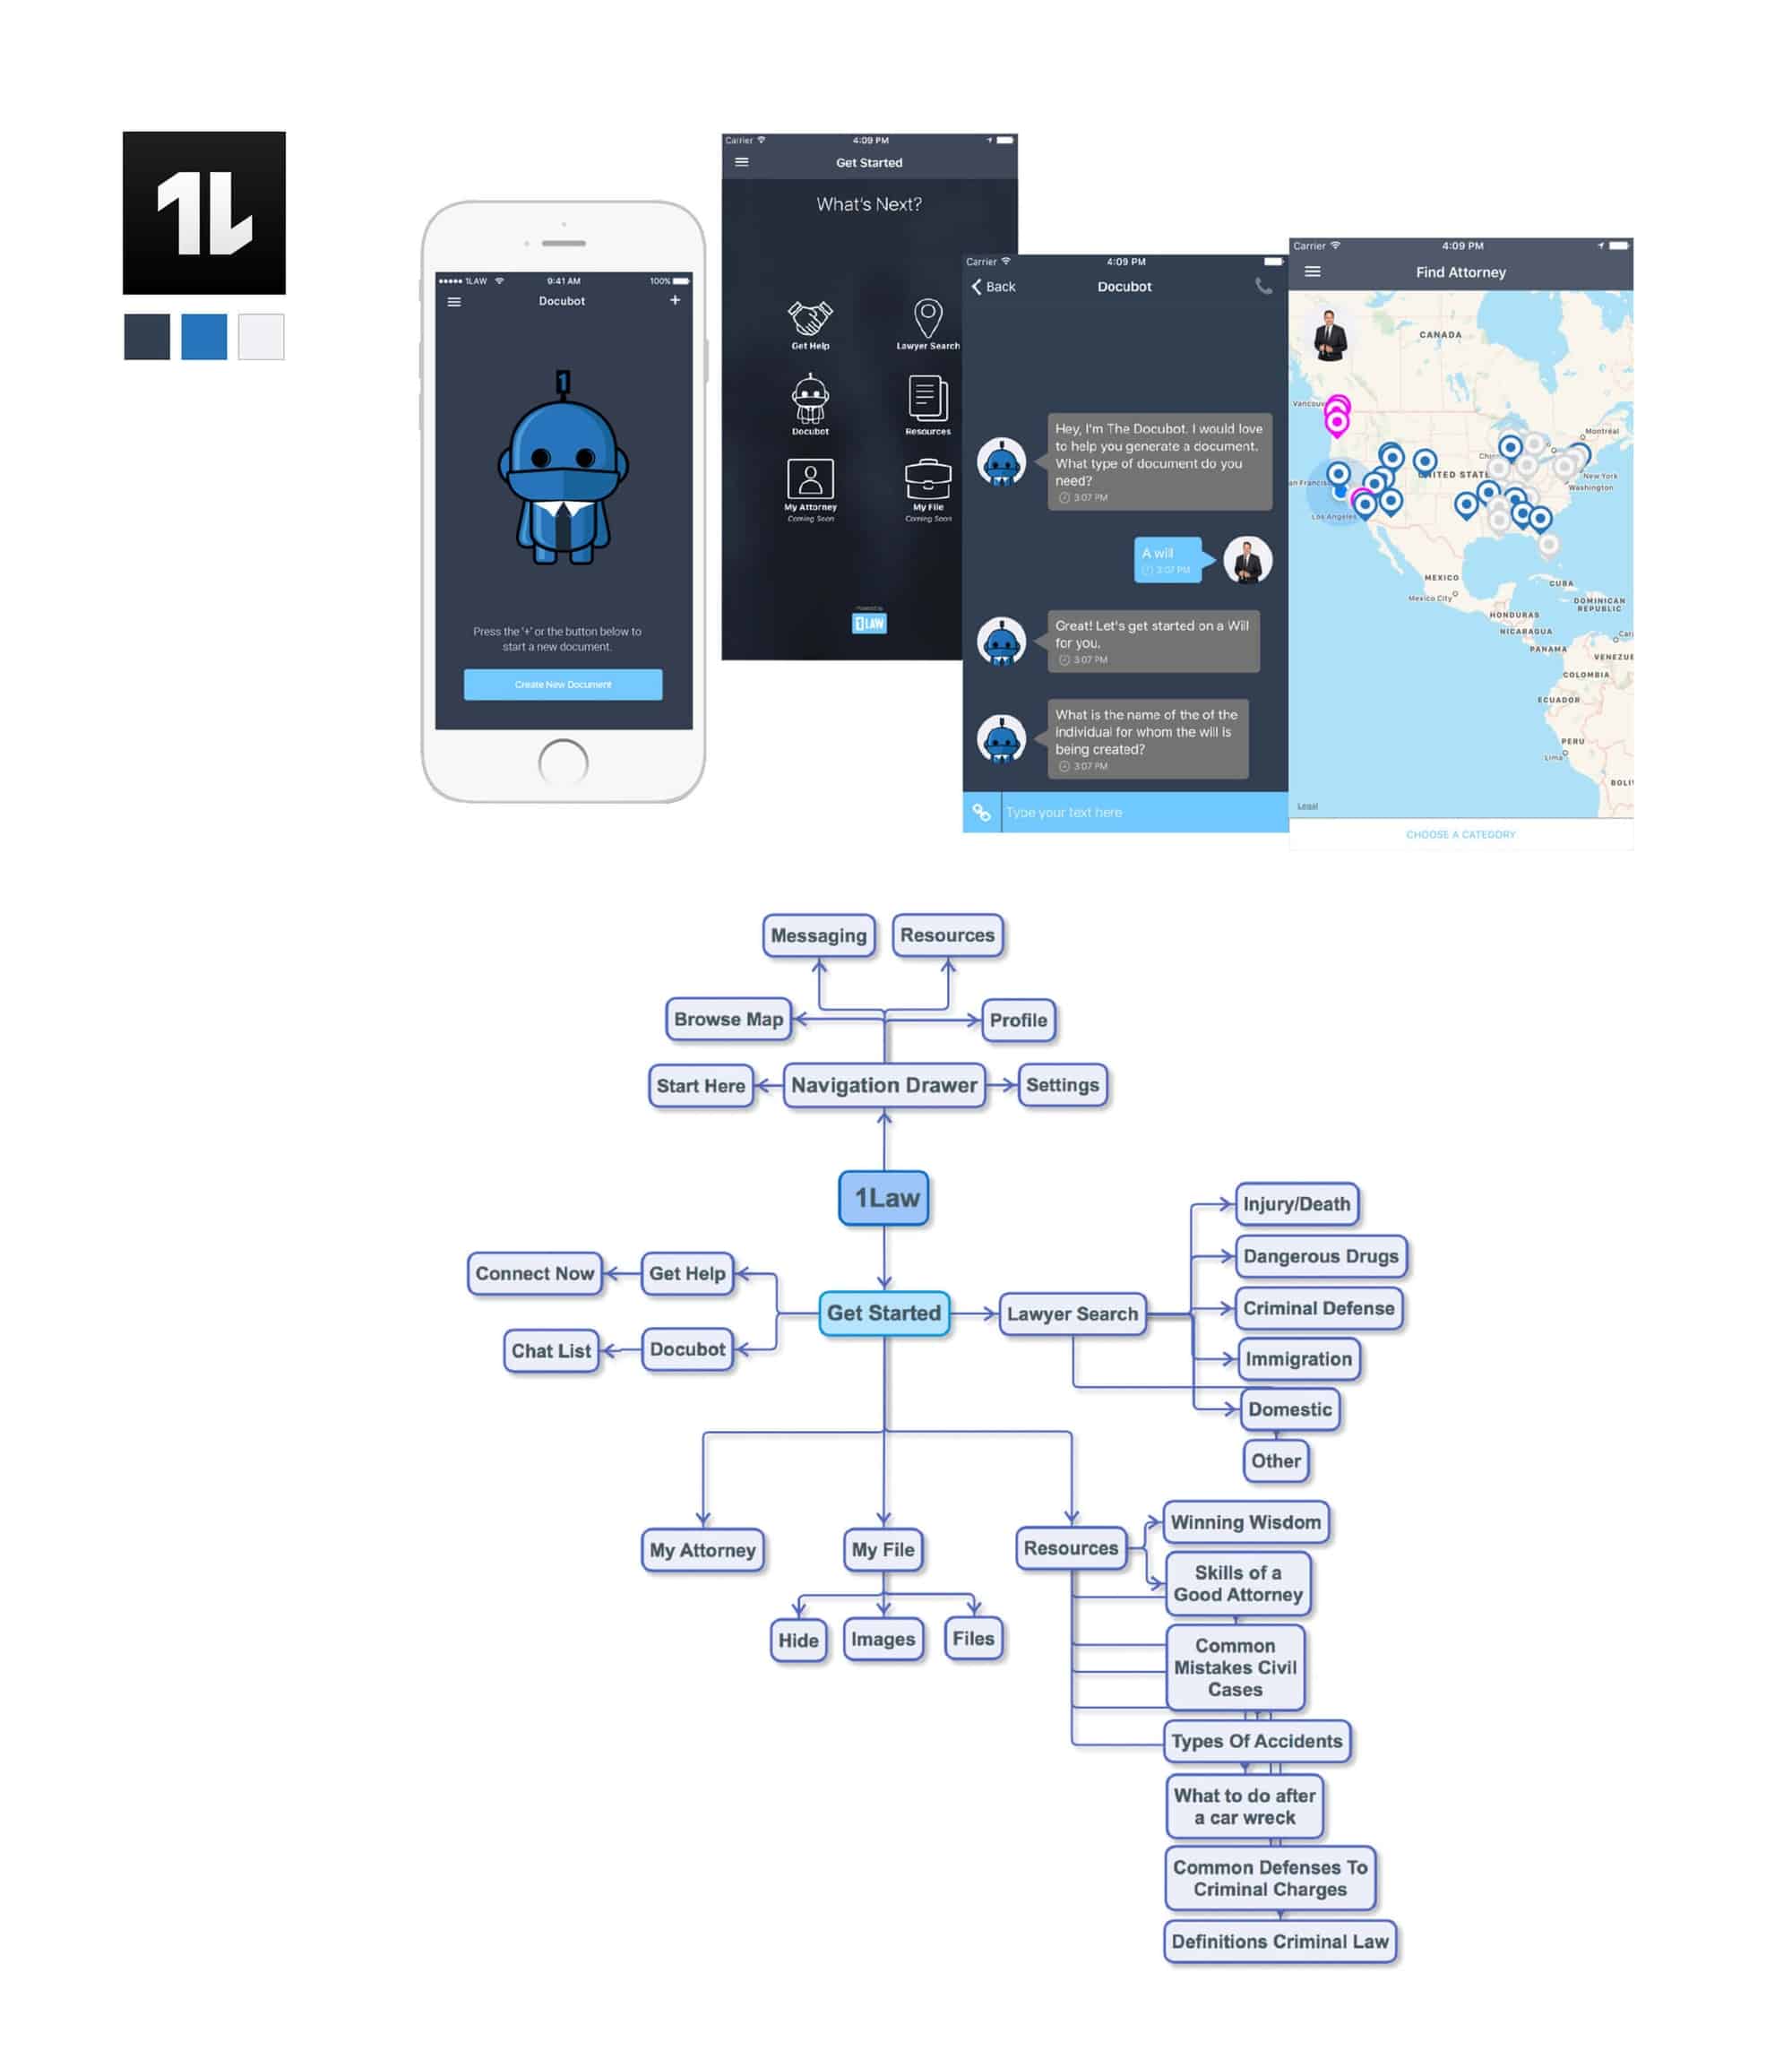 1L
1LAW
9:41 AM
100%
Docubot
+
1
Press the '+' or the button below to
start a new document.
Create New Document
Carrier
4:09 PM
Get Started
What's Next?
Get Help
Lawyer Search
Docubot
Resources
My Attorney
Coming Soon
My File
Coming Soon
Powered by
1LAW
Carrier
4:09 PM
Back
Docubot
Hey, I'm The Docubot. I would love
to help you generate a document.
What type of document do you
need?
3:07 PM
A will
3:07 PM
Great! Let's get started on a Will
for you.
3:07 PM
What is the name of the of the
individual for whom the will is
being created?
3:07 PM
Type your text here
Carrier
4:09 PM
Find Attorney
CANADA
Vancouv
Montréal
Chi
UNITED STATE
New York
Washington
an Francisc
Los Angeles
MEXICO
Mexico City
CUBA
DOMINICAN
REPUBLIC
HONDURAS
NICARAGUA
Car
PANAMA
VENEZUE
COLOMBIA
ECUADOR
PERU
Lima
BOLI
Legal
CHOOSE A CATEGORY
Messaging
Resources
Browse Map
Profile
Start Here
Navigation Drawer
Settings
1Law
Injury/Death
Dangerous Drugs
Connect Now
Get Help
Get Started
Lawyer Search
Criminal Defense
Chat List
Docubot
Immigration
Domestic
Other
My Attorney
My File
Resources
Winning Wisdom
Skills of a
Good Attorney
Hide
Images
Files
Common
Mistakes Civil
Cases
Types Of Accidents
What to do after
a car wreck
Common Defenses To
Criminal Charges
Definitions Criminal Law